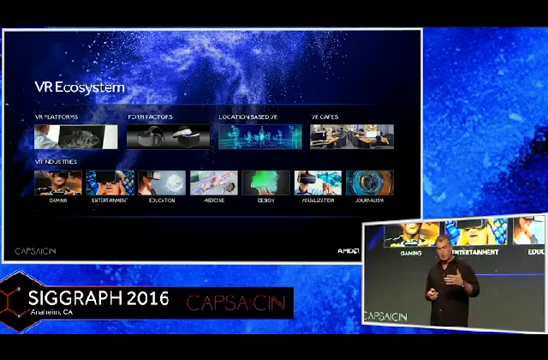 VR Ecosystem
VR PLATFORMS
FORM FACTORS
LOCATION BASED VR
VR CAFES
VR INDUSTRIES
GAMING
ENTERTAINMENT
EDUCATION
MEDICINE
DESIGN
VISUALIZATION
JOURNALISM
CAPSAICIN
AMD
GAMING
ENTERTAINMENT
EDUC
CAPSAICIN
SIGGRAPH 2016
Anaheim, CA
CAPSAICIN